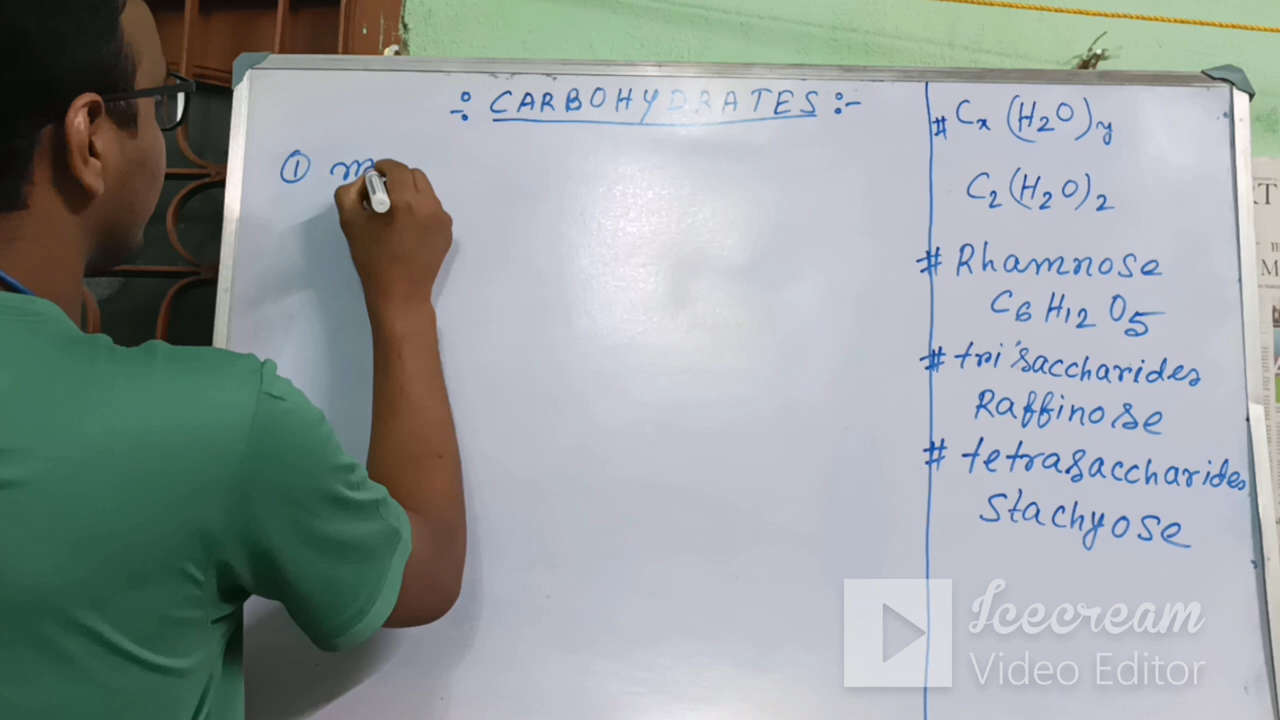 ÷ CARBOHYDRATES :-
① m
# Cx (H2O)y
C2(H2O)2
# Rhamnose
C6 H12 O5
# trisaccharides
Raffinose
# tetrasaccharides
Stachyose
Icecream
Video Editor